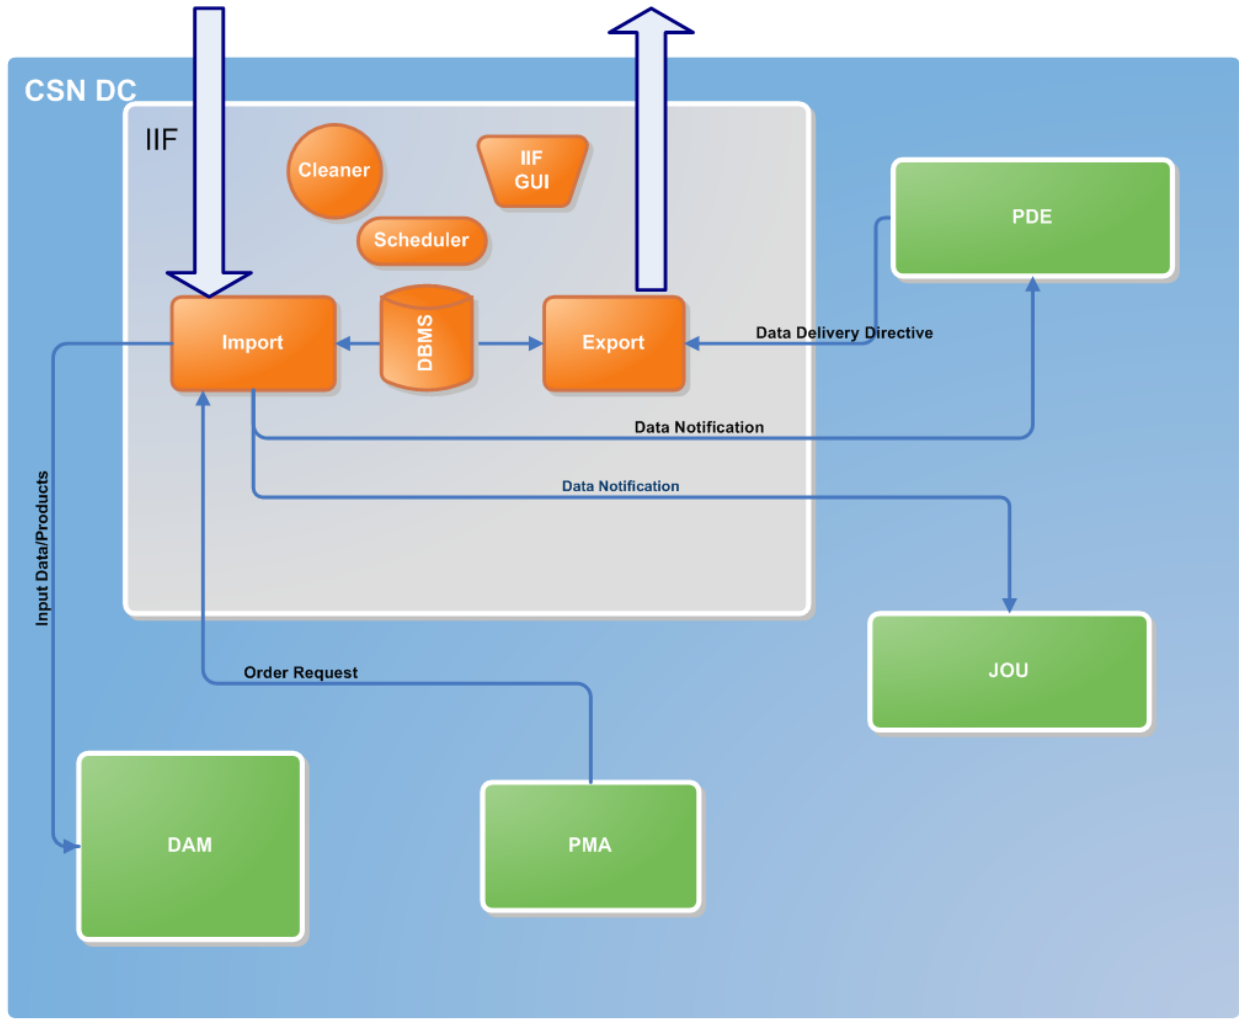 CSN DC
IIF
Cleaner
IIF
GUI
Scheduler
PDE
Import
DBMS
Export
Data Delivery Directive
Data Notification
Data Notification
Input Data/Products
Order Request
JOU
DAM
PMA